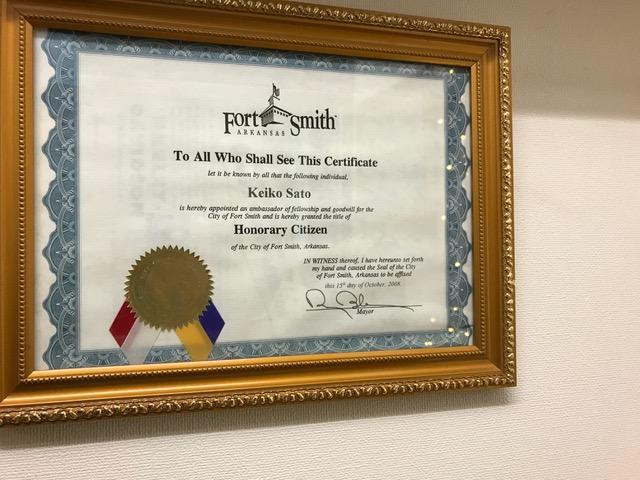 Fort Smith
ARKANSAS
To All Who Shall See This Certificate
let it be known by all that the following individual,
Keiko Sato
is hereby appointed an ambassador of fellowship and goodwill for the
City of Fort Smith and is hereby granted the title of
Honorary Citizen
of the City of Fort Smith, Arkansas.
IN WITNESS thereof, I have hereunto set forth
my hand and caused the Seal of the City
of Fort Smith, Arkansas to be affixed
this 15th day of October, 2008.
Mayor